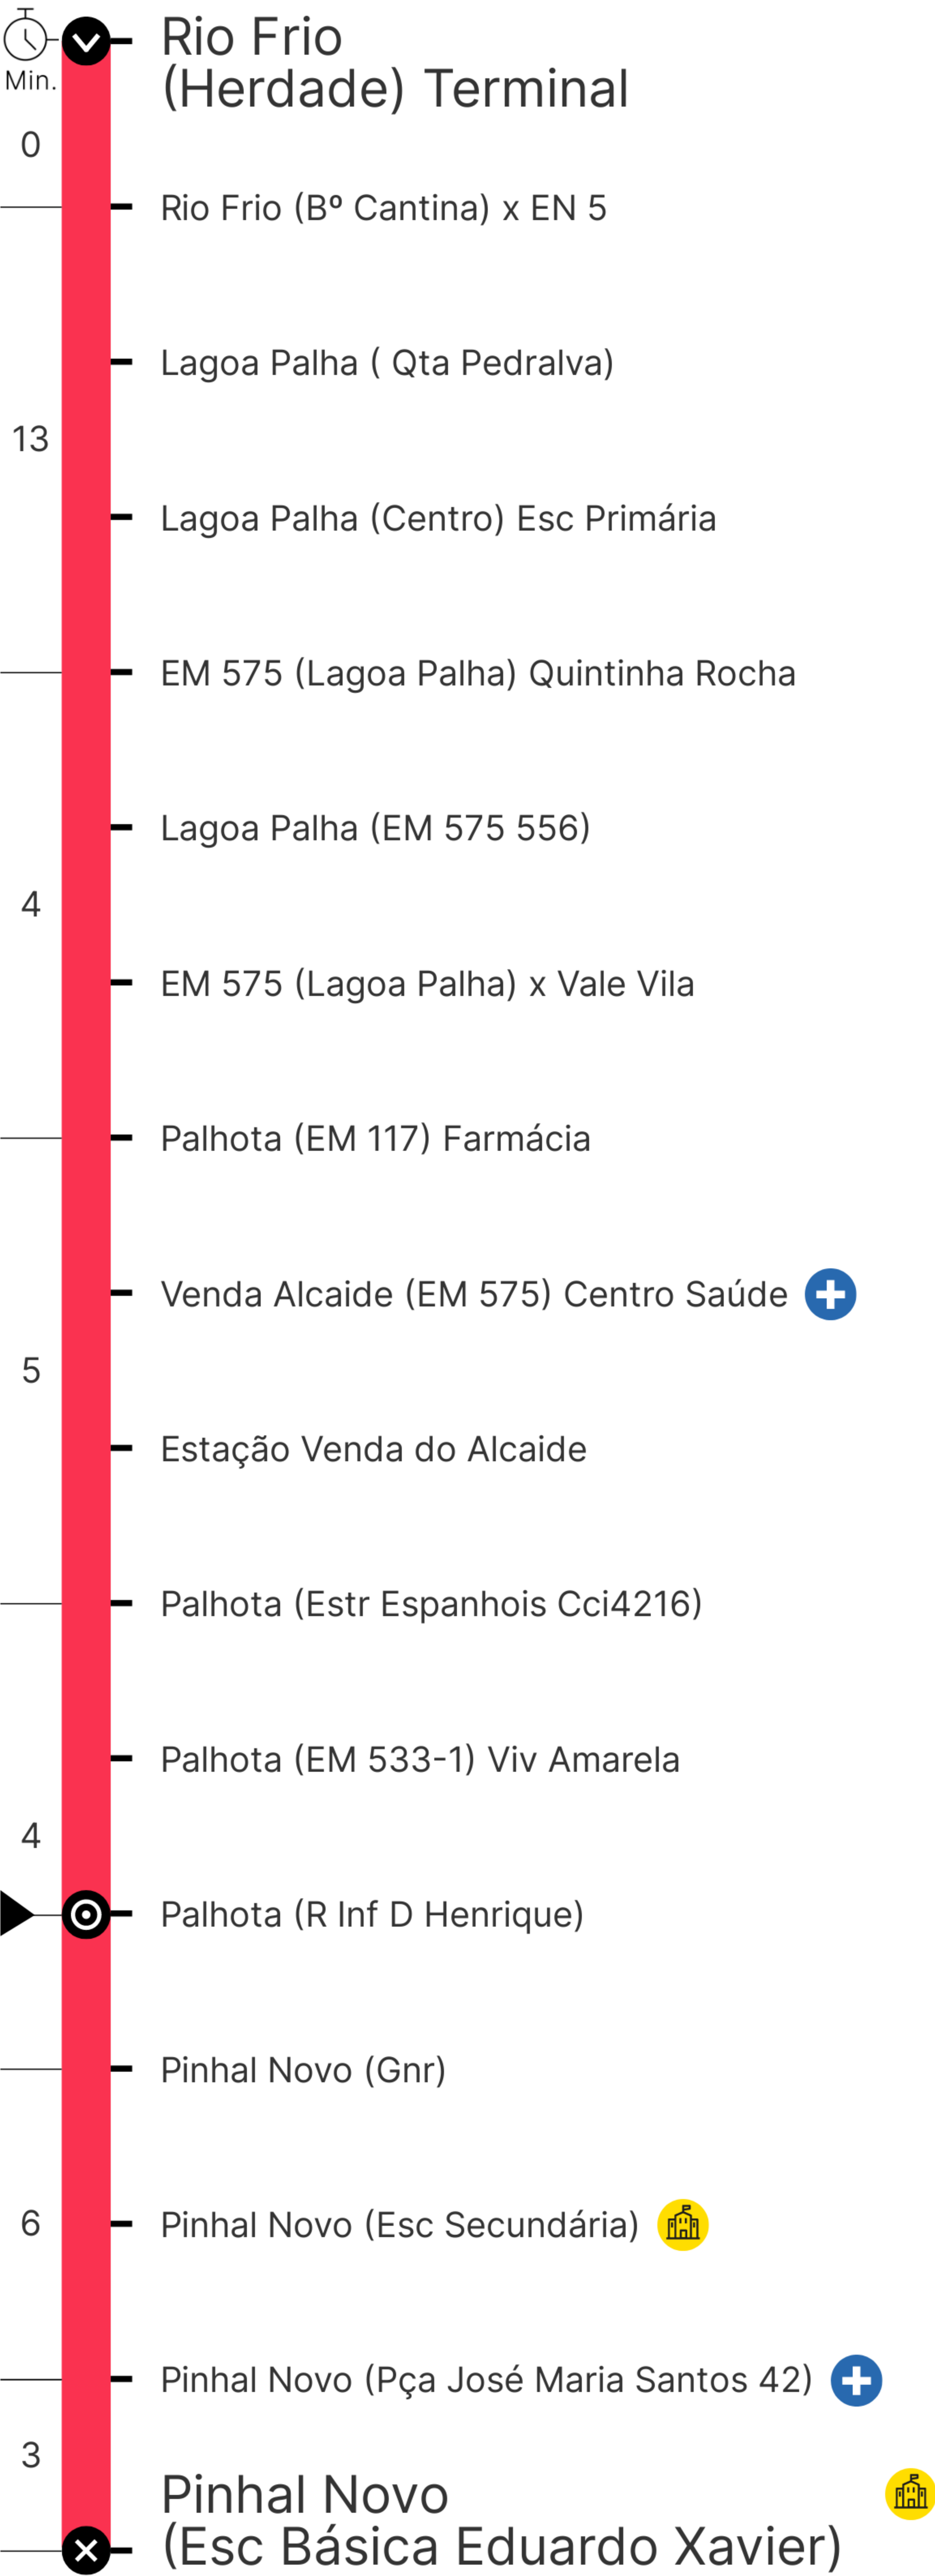 Rio Frio
(Herdade) Terminal
Min.
0
Rio Frio (Bº Cantina) x EN 5
Lagoa Palha ( Qta Pedralva)
13
Lagoa Palha (Centro) Esc Primária
EM 575 (Lagoa Palha) Quintinha Rocha
Lagoa Palha (EM 575 556)
4
EM 575 (Lagoa Palha) x Vale Vila
Palhota (EM 117) Farmácia
Venda Alcaide (EM 575) Centro Saúde
5
Estação Venda do Alcaide
Palhota (Estr Espanhois Cci4216)
Palhota (EM 533-1) Viv Amarela
4
Palhota (R Inf D Henrique)
Pinhal Novo (Gnr)
6
Pinhal Novo (Esc Secundária)
Pinhal Novo (Pça José Maria Santos 42)
3
Pinhal Novo
(Esc Básica Eduardo Xavier)